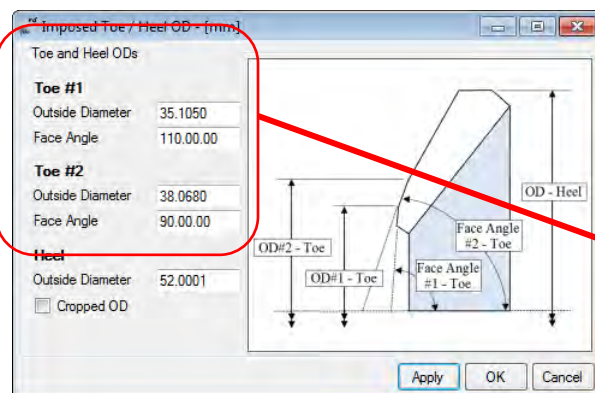 Imposed Toe / Heel OD - [mm]
Toe and Heel ODs
Toe #1
Outside Diameter 35.1050
Face Angle 110.00.00
Toe #2
Outside Diameter 38.0680
Face Angle 90.00.00
Heel
Outside Diameter 52.0001
Cropped OD
OD - Heel
Face Angle
#2 - Toe
OD#2 - Toe
OD#1 - Toe
Face Angle
#1 - Toe
Apply OK Cancel